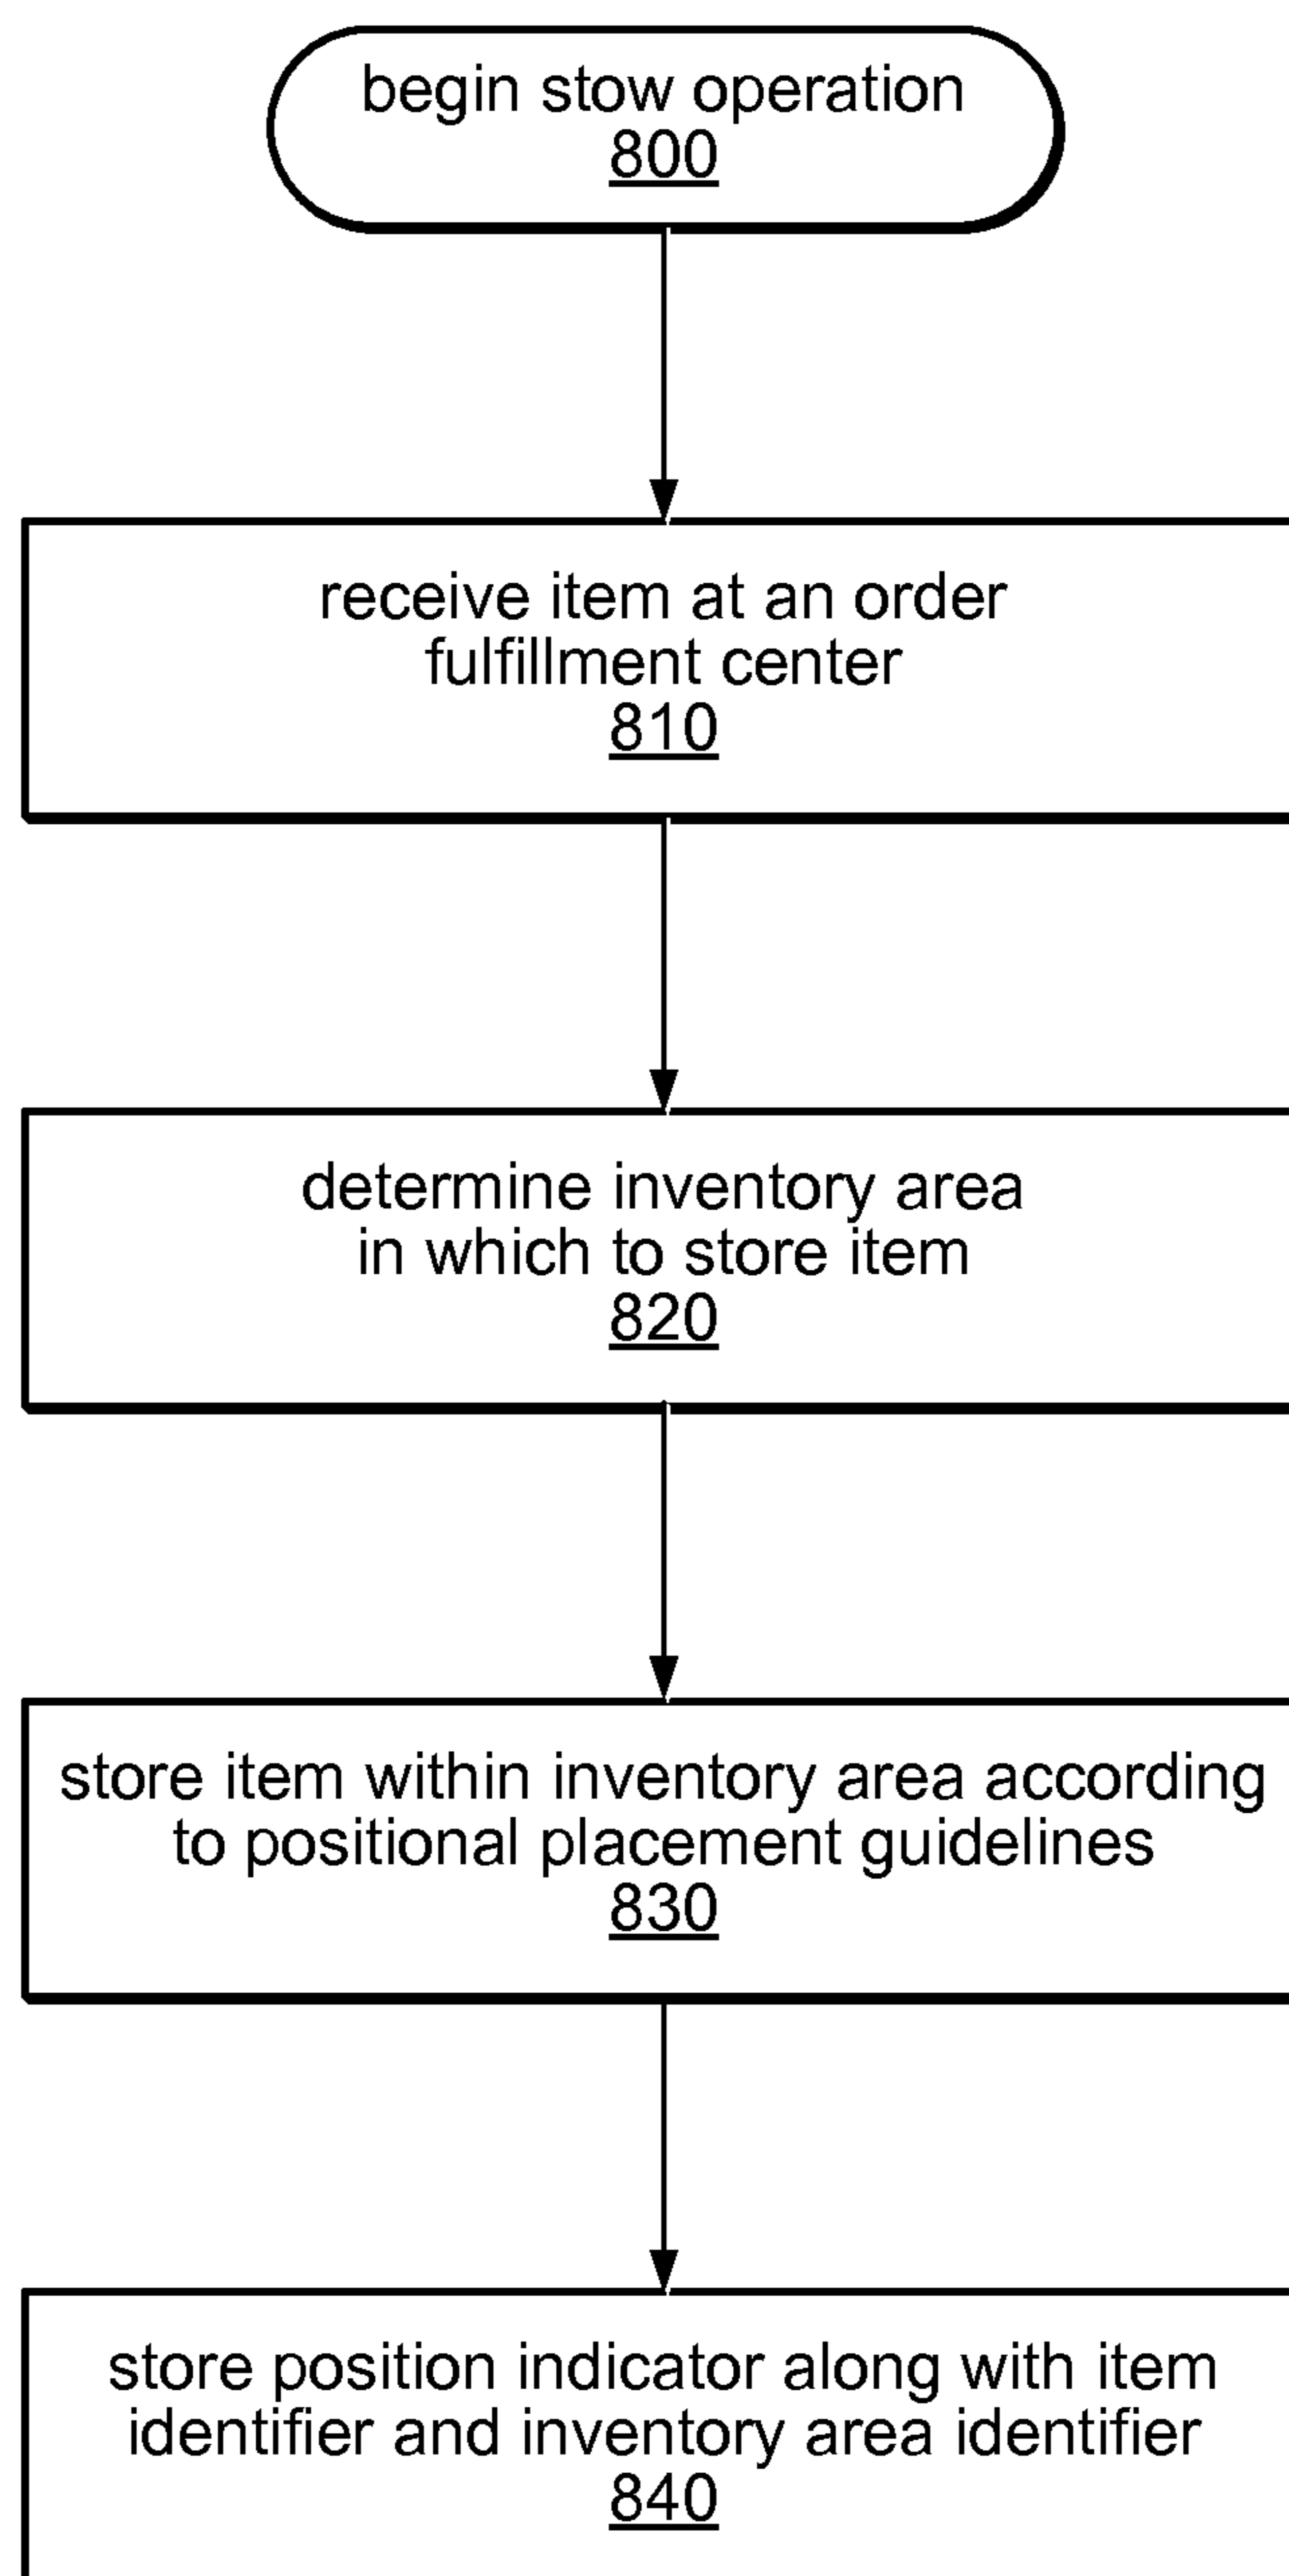 begin stow operation
800
receive item at an order
fulfillment center
810
determine inventory area
in which to store item
820
store item within inventory area according
to positional placement guidelines
830
store position indicator along with item
identifier and inventory area identifier
840